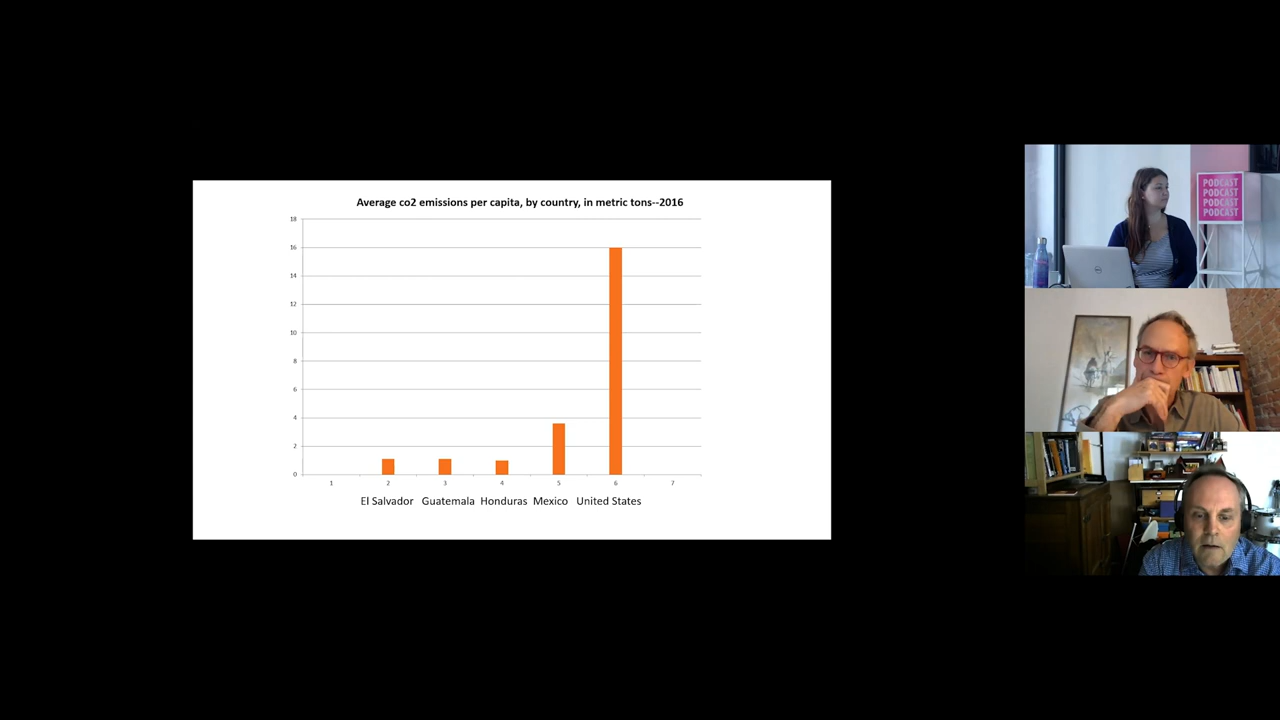 Average co2 emissions per capita, by country, in metric tons--2016
18
16
14
12
10
8
6
4
2
0
1 2 3 4 5 6 7
El Salvador Guatemala Honduras Mexico United States
PODCAST
PODCAST
PODCAST
PODCAST
DELL